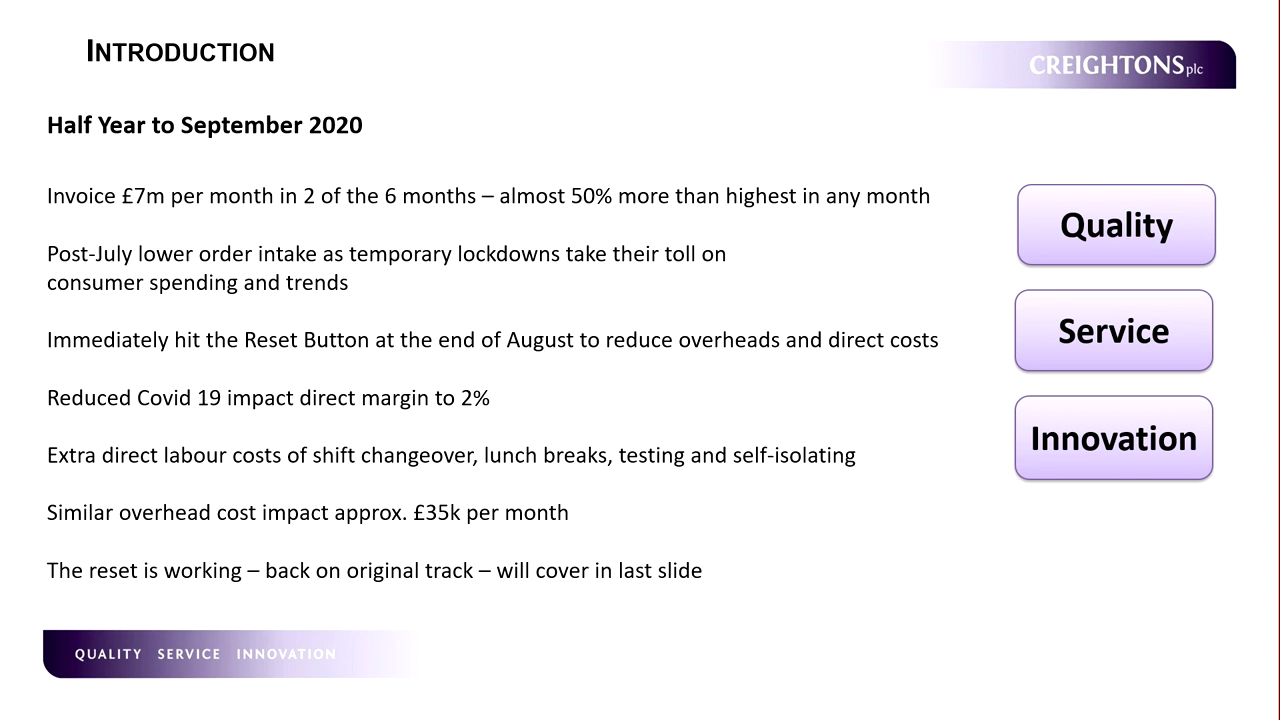 INTRODUCTION
CREIGHTONS plc
Half Year to September 2020
Invoice £7m per month in 2 of the 6 months – almost 50% more than highest in any month
Post-July lower order intake as temporary lockdowns take their toll on
consumer spending and trends
Immediately hit the Reset Button at the end of August to reduce overheads and direct costs
Reduced Covid 19 impact direct margin to 2%
Extra direct labour costs of shift changeover, lunch breaks, testing and self-isolating
Similar overhead cost impact approx. £35k per month
The reset is working – back on original track – will cover in last slide
Quality
Service
Innovation
QUALITY SERVICE INNOVATION